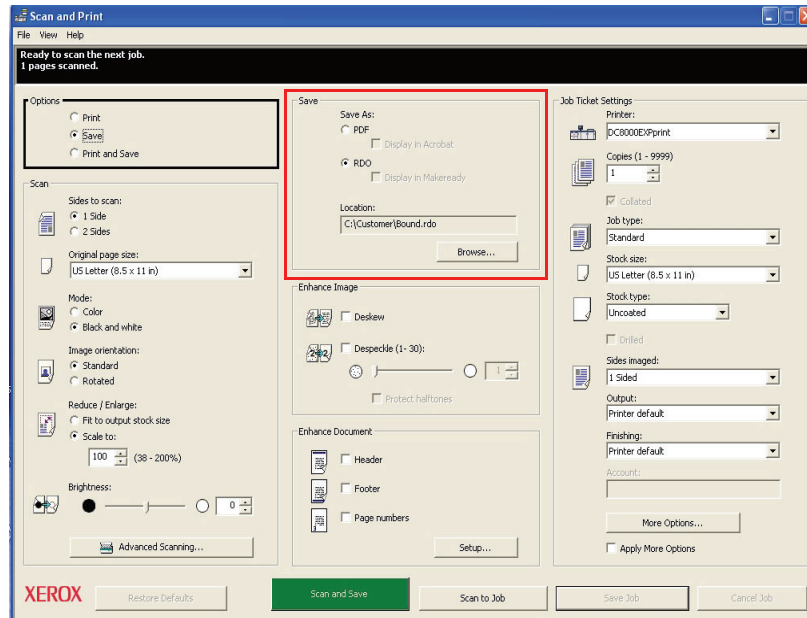 Scan and Print
File View Help
Ready to scan the next job.
1 pages scanned.
Options
Print
Save
Print and Save
Scan
Sides to scan:
1 Side
2 Sides
Original page size:
US Letter (8.5 x 11 in)
Mode:
Color
Black and white
Image orientation:
Standard
Rotated
Reduce / Enlarge:
Fit to output stock size
Scale to:
100 (38 - 200%)
Brightness:
0
Advanced Scanning...
Save
Save As:
PDF
Display in Acrobat
RDO
Display in Makeready
Location:
C:\Customer\Bound.rdo
Browse...
Enhance Image
Deskew
Despeckle (1- 30):
1
Protect halftones
Enhance Document
Header
Footer
Page numbers
Setup...
Job Ticket Settings
Printer:
DC8000EXPprint
Copies (1 - 9999)
1
Collated
Job type:
Standard
Stock size:
US Letter (8.5 x 11 in)
Stock type:
Uncoated
Drilled
Sides imaged:
1 Sided
Output:
Printer default
Finishing:
Printer default
Account:
More Options...
Apply More Options
XEROX
Restore Defaults
Scan and Save
Scan to Job
Save Job
Cancel Job